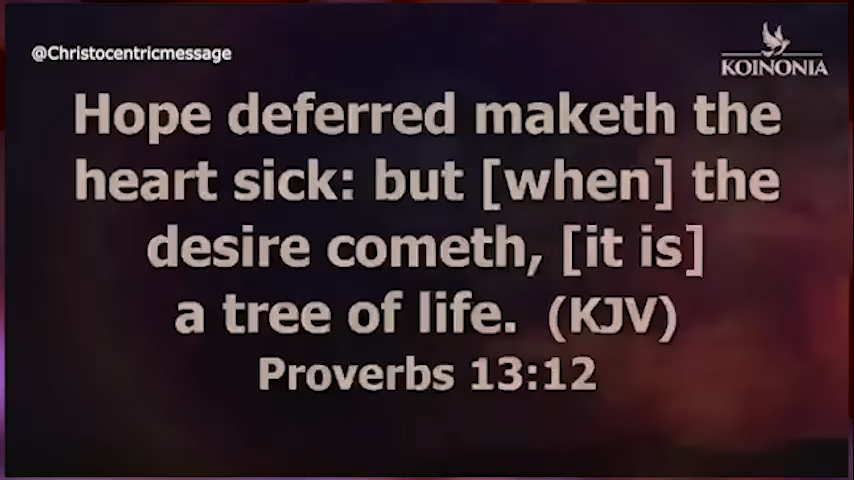 @Christocentricmessage
KOINONIA
Hope deferred maketh the
heart sick: but [when] the
desire cometh, [it is]
a tree of life. (KJV)
Proverbs 13:12